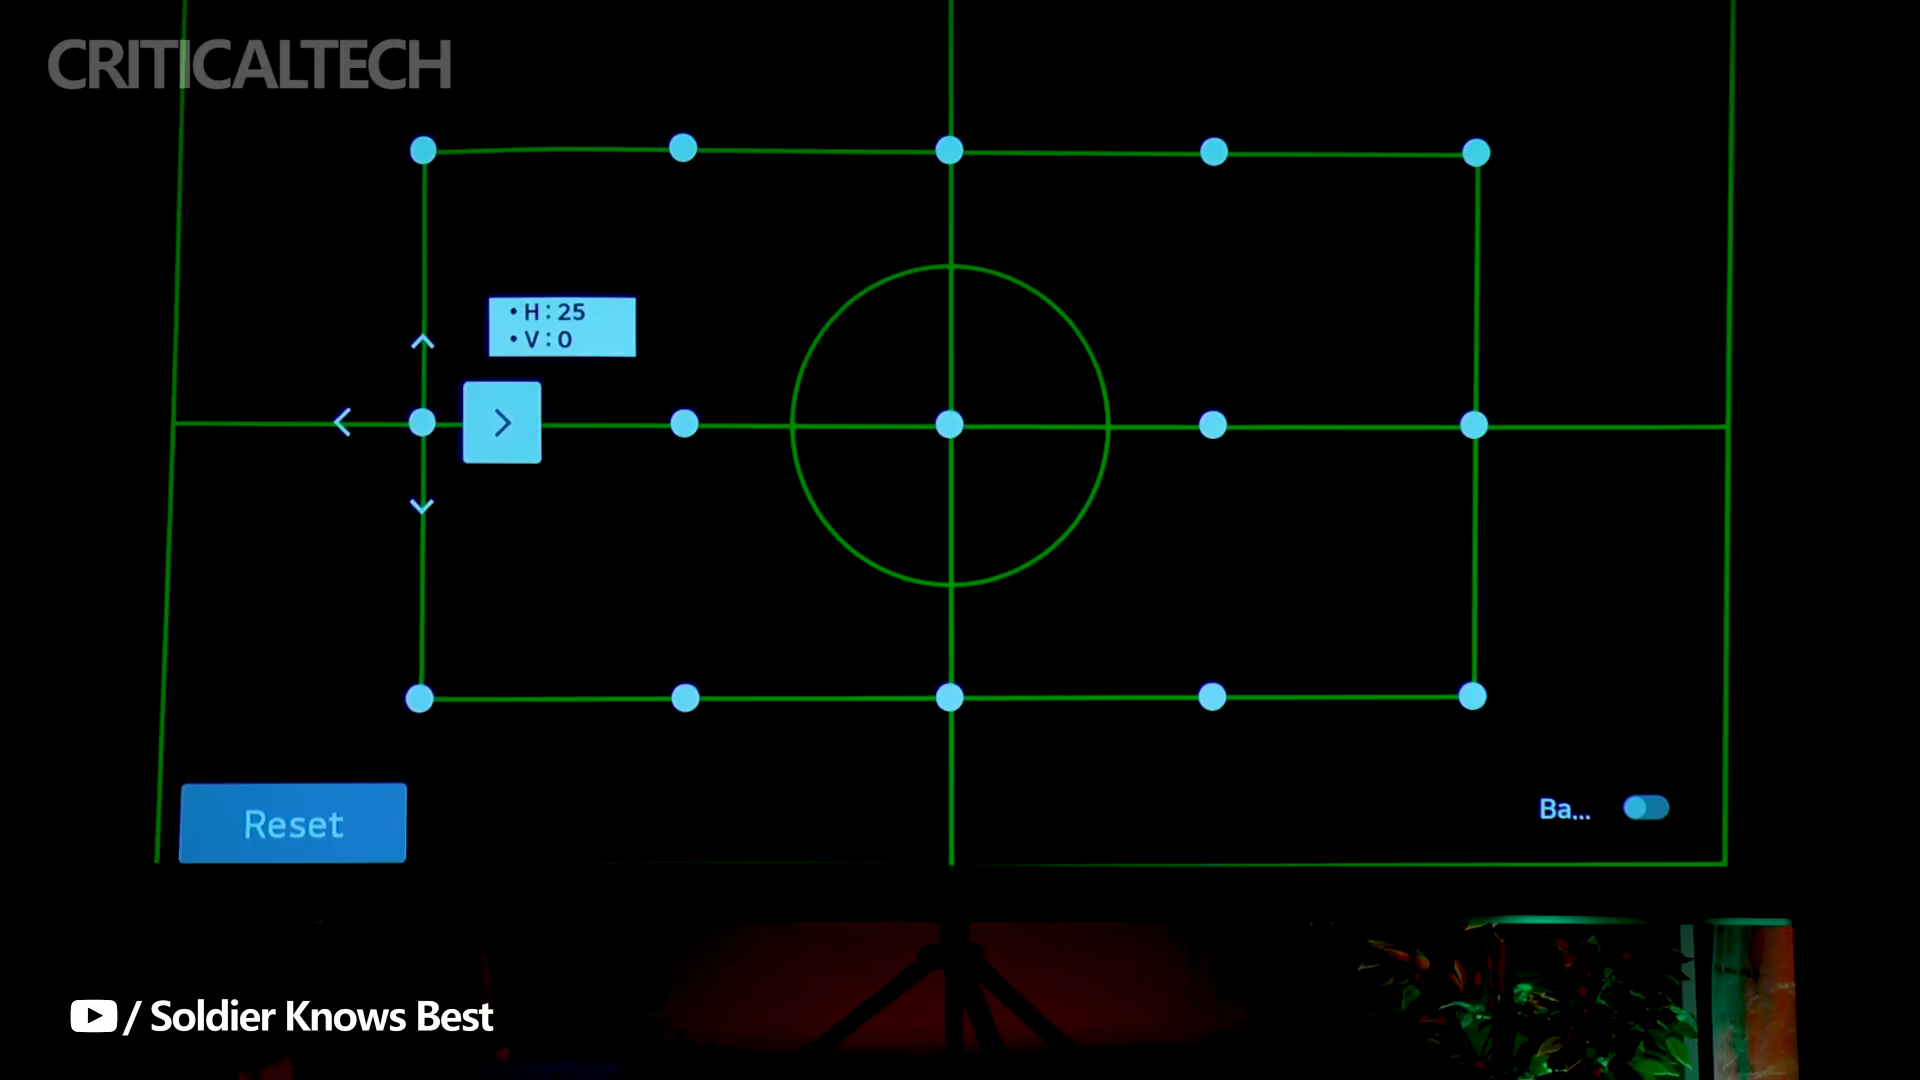 CRITICALTECH
• H : 25
• V : 0
Reset
Ba...
/ Soldier Knows Best